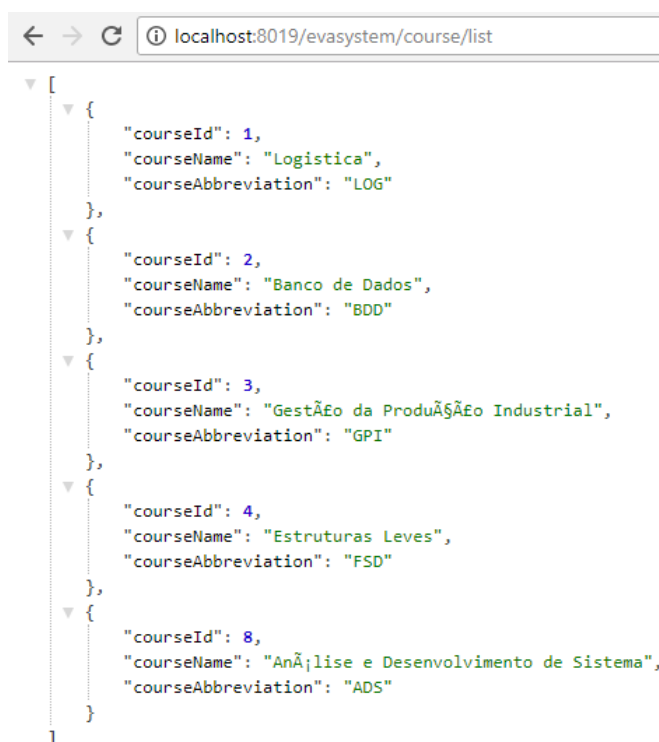 localhost:8019/evasystem/course/list
[
{
"courseId": 1,
"courseName": "Logistica",
"courseAbbreviation": "LOG"
},
{
"courseId": 2,
"courseName": "Banco de Dados",
"courseAbbreviation": "BDD"
},
{
"courseId": 3,
"courseName": "GestÃ£o da ProduÃ§Ã£o Industrial",
"courseAbbreviation": "GPI"
},
{
"courseId": 4,
"courseName": "Estruturas Leves",
"courseAbbreviation": "FSD"
},
{
"courseId": 8,
"courseName": "AnÃ¡lise e Desenvolvimento de Sistema",
"courseAbbreviation": "ADS"
}
]